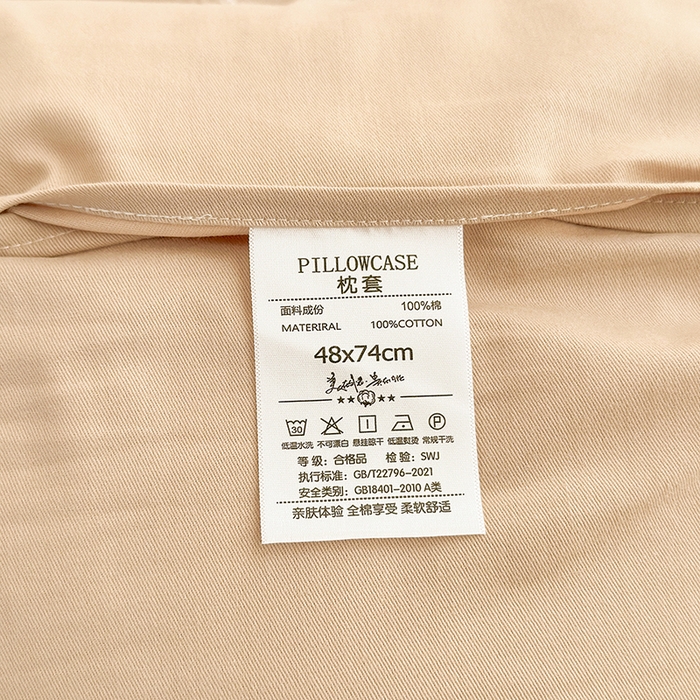 PILLOWCASE
枕套
面料成份 100%棉
MATERIRAL 100%COTTON
48x74cm
30 P
低温水洗 不可漂白 悬挂晾干 低温熨烫 常规干洗
等 级：合格品 检 验：SWJ
执行标准：GB/T22796-2021
安全类别：GB18401-2010 A类
亲肤体验 全棉享受 柔软舒适